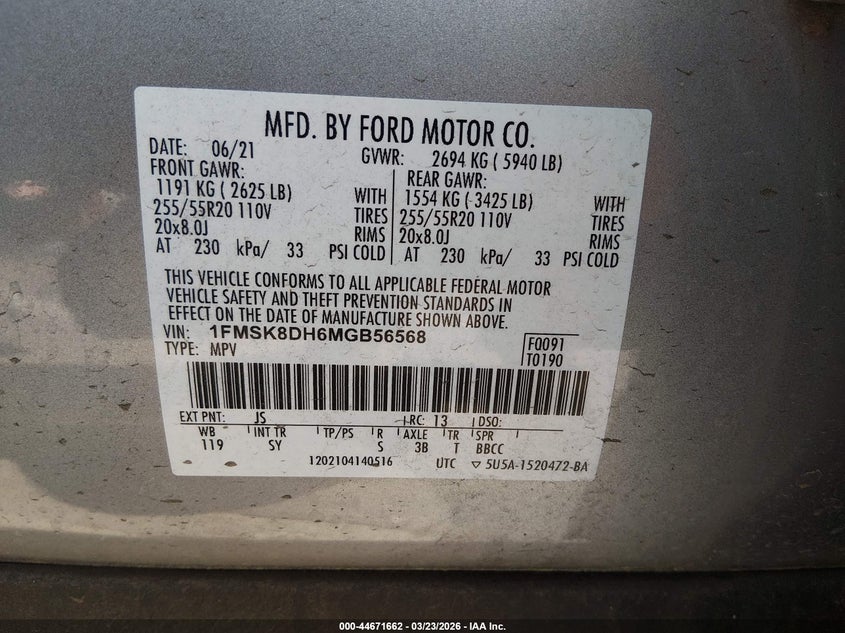 MFD. BY FORD MOTOR CO.
DATE: 06/21 GVWR: 2694 KG ( 5940 LB)
FRONT GAWR: REAR GAWR:
1191 KG ( 2625 LB) WITH 1554 KG ( 3425 LB) WITH
255/55R20 110V TIRES 255/55R20 110V TIRES
20x8.0J RIMS 20x8.0J RIMS
AT 230 kPa/ 33 PSI COLD AT 230 kPa/ 33 PSI COLD
THIS VEHICLE CONFORMS TO ALL APPLICABLE FEDERAL MOTOR
VEHICLE SAFETY AND THEFT PREVENTION STANDARDS IN
EFFECT ON THE DATE OF MANUFACTURE SHOWN ABOVE.
VIN: 1FMSK8DH6MGB56568 F0091
TYPE: MPV T0190
EXT PNT: JS RC: 13 DSO:
WB INT TR TP/PS R AXLE TR SPR
119 SY S 3B T BBCC
1202104140516 UTC ▽ 5U5A-1520472-BA
000-44671662 | 03/23/2026 - IAA Inc.